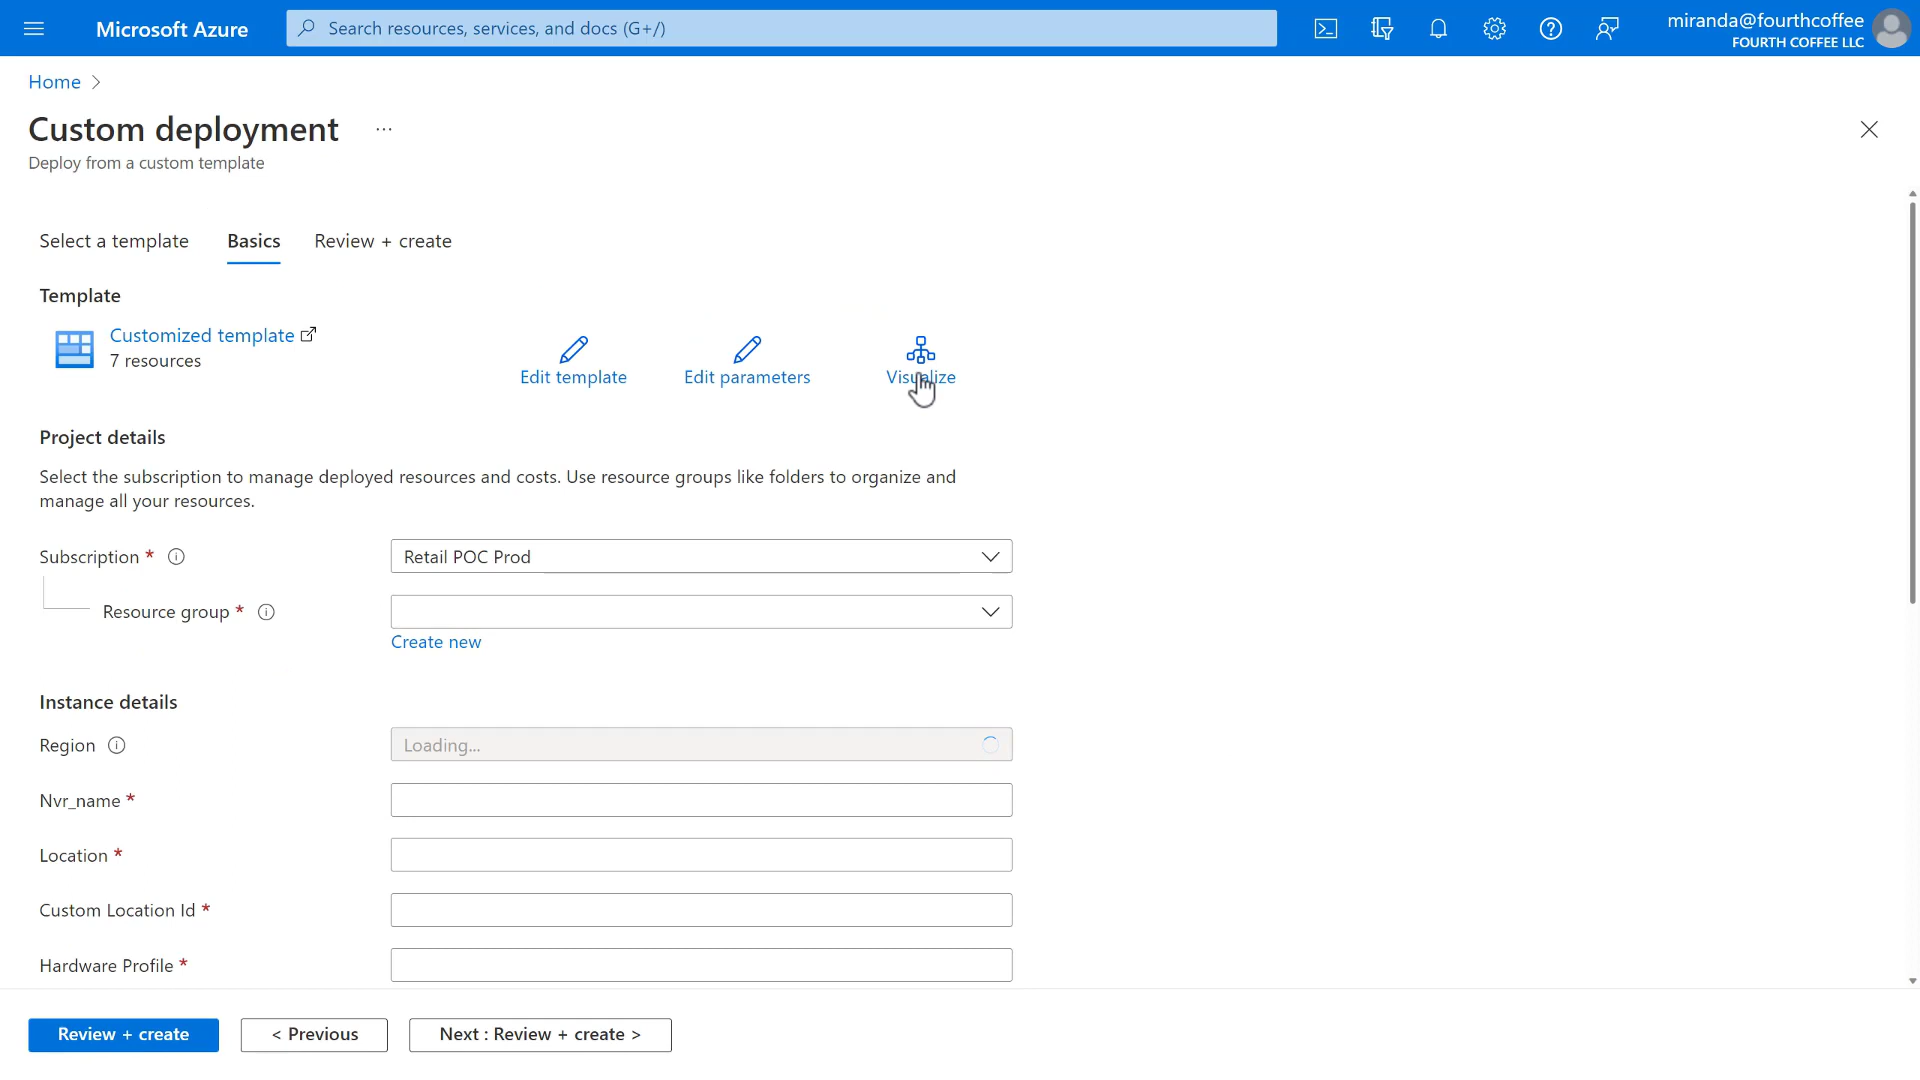 Microsoft Azure
Search resources, services, and docs (G+/)
miranda@fourthcoffee
FOURTH COFFEE LLC
Home
Custom deployment ...
Deploy from a custom template
Select a template Basics Review + create
Template
Customized template
7 resources
Edit template Edit parameters Visualize
Project details
Select the subscription to manage deployed resources and costs. Use resource groups like folders to organize and
manage all your resources.
Subscription * Retail POC Prod
Resource group *
Create new
Instance details
Region Loading...
Nvr_name *
Location *
Custom Location Id *
Hardware Profile *
Review + create < Previous Next : Review + create >